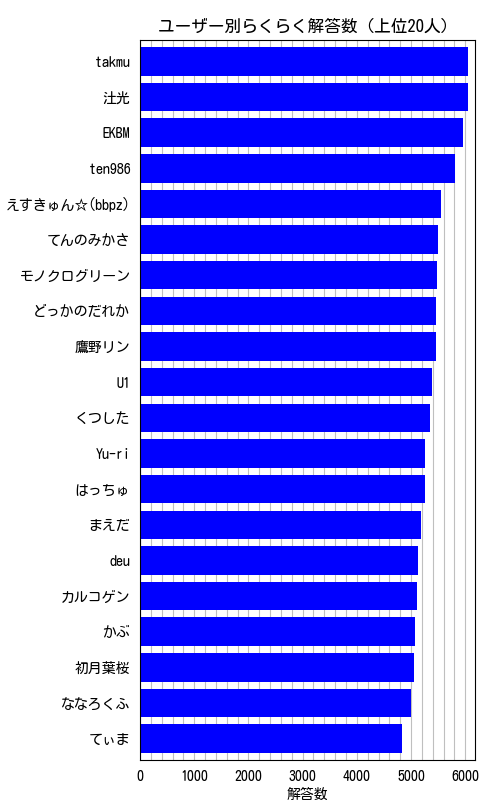 ユーザー別らくらく解答数（上位20人）
takmu
汢光
EKBM
ten986
えすきゅん☆(bbpz)
てんのみかさ
モノクログリーン
どっかのだれか
鷹野リン
U1
くつした
Yu-ri
はっちゅ
まえだ
deu
カルコゲン
かぶ
初月葉桜
ななろくふ
てぃま
0 1000 2000 3000 4000 5000 6000
解答数